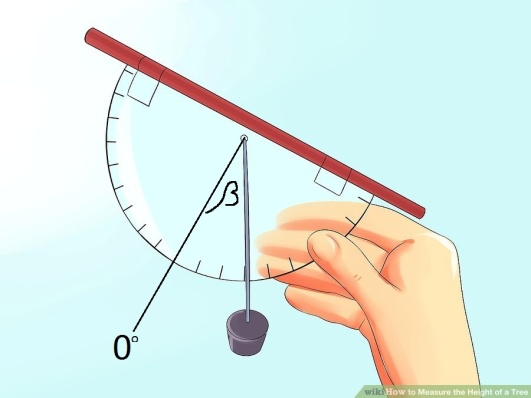 β
0°
wikiHow to Measure the Height of a Tree